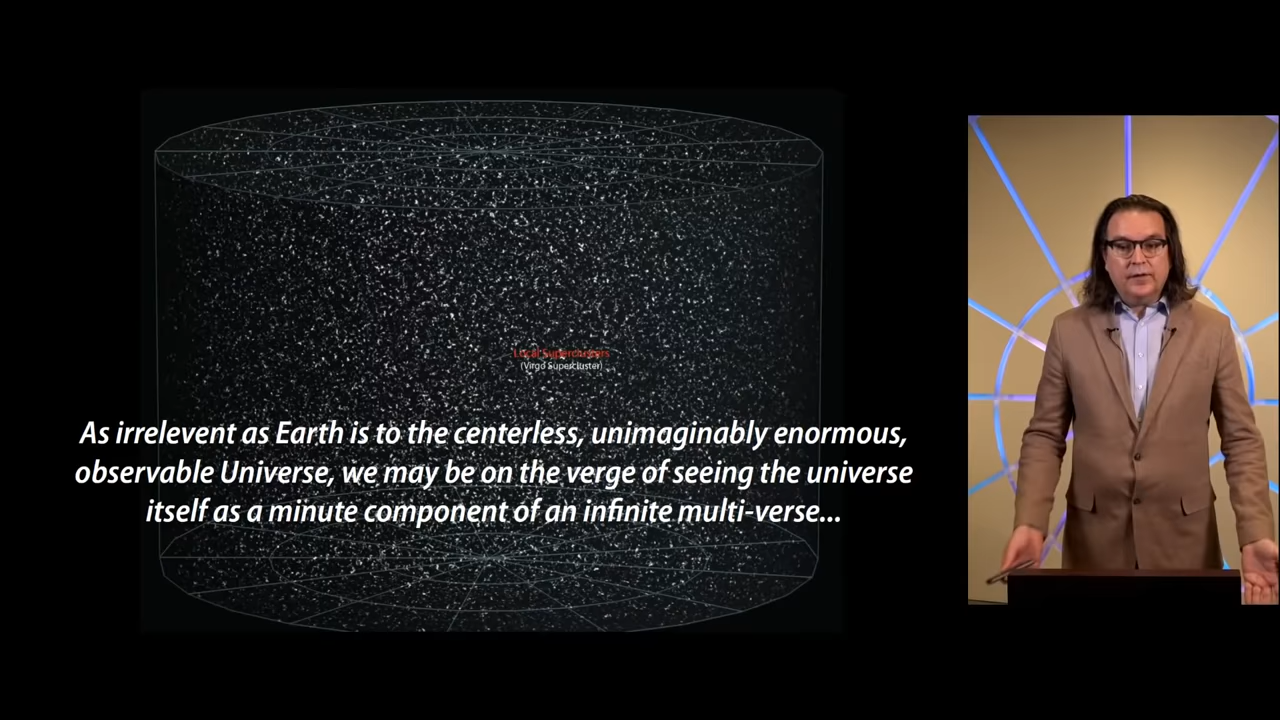 Local Superclusters
(Virgo Supercluster)
As irrelevent as Earth is to the centerless, unimaginably enormous,
observable Universe, we may be on the verge of seeing the universe
itself as a minute component of an infinite multi-verse...